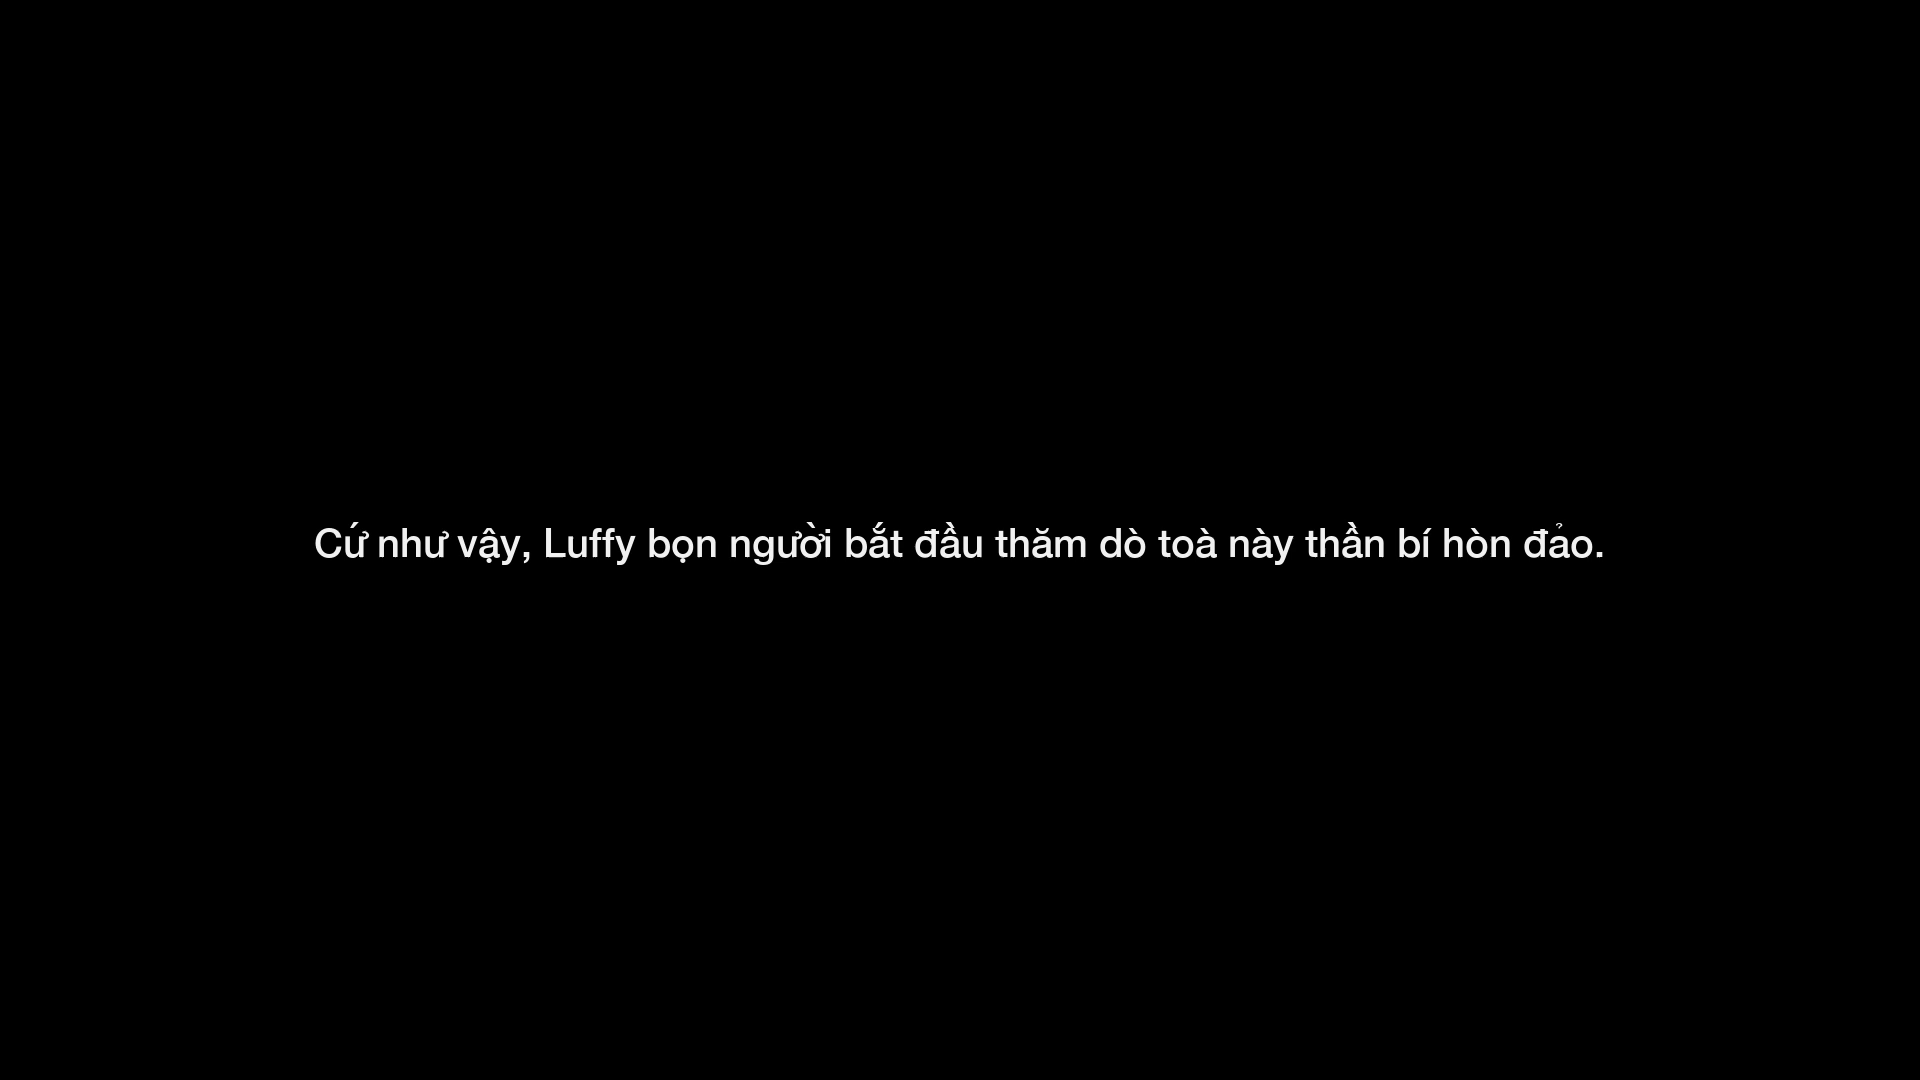 Cứ như vậy, Luffy bọn người bắt đầu thăm dò toà này thần bí hòn đảo.